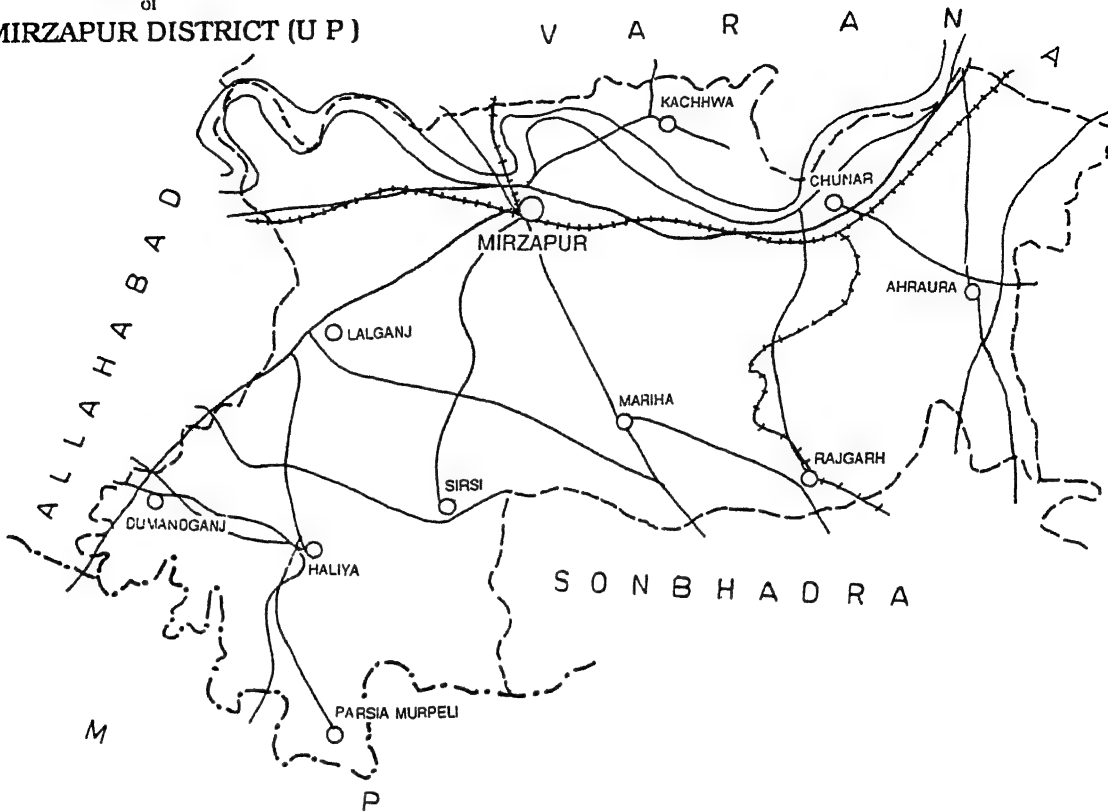 of
MIRZAPUR DISTRICT (U P)
V A R A N A
KACHHWA
CHUNAR
MIRZAPUR
AHRAURA
ALLAHABAD
LALGANJ
MARIHA
RAJGARH
SIRSI
DUMANDGANJ
HALIYA
SONBHADRA
PARSIA MURPELI
M P